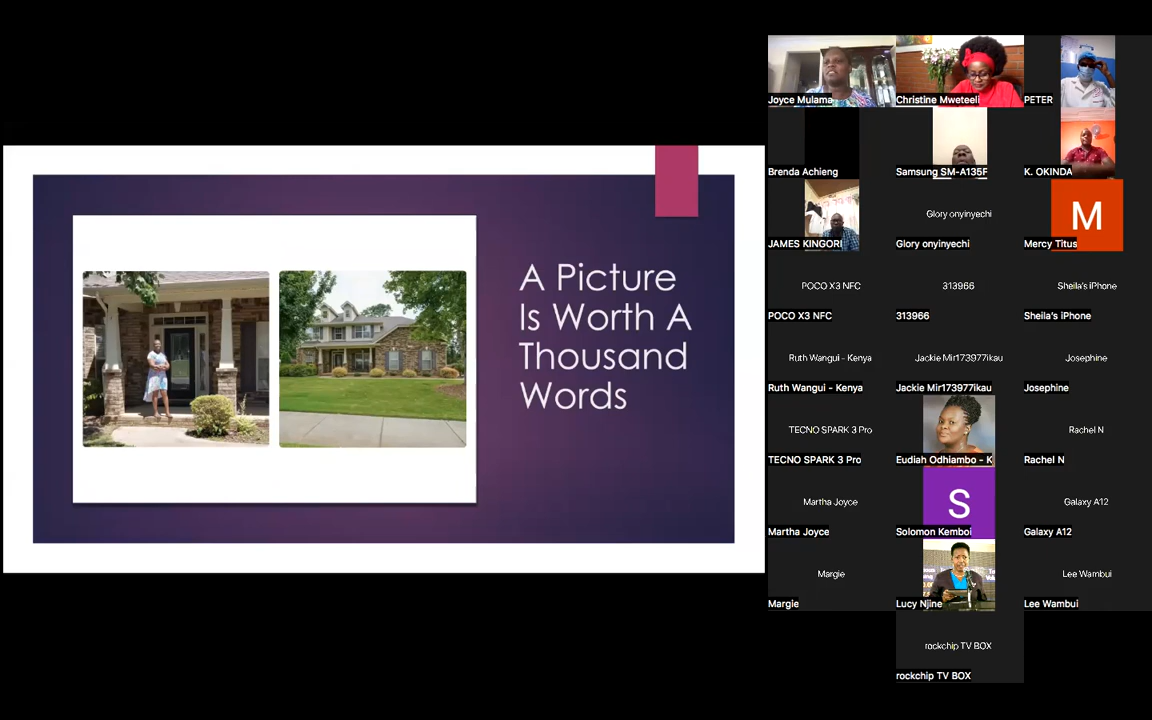 A Picture
Is Worth A
Thousand
Words
Joyce Mulama
Christine Mweteeli
PETER
Brenda Achieng
Samsung SM-A135F
K. OKINDA
JAMES KINGORI
Glory onyinyechi
Glory onyinyechi
M
Mercy Titus
POCO X3 NFC
POCO X3 NFC
313966
313966
Sheila's iPhone
Sheila's iPhone
Ruth Wangui - Kenya
Ruth Wangui - Kenya
Jackie Mir173977ikau
Jackie Mir173977ikau
Josephine
Josephine
TECNO SPARK 3 Pro
TECNO SPARK 3 Pro
Eudiah Odhiambo - K
Rachel N
Rachel N
Martha Joyce
Martha Joyce
S
Solomon Kemboi
Galaxy A12
Galaxy A12
Margie
Margie
Lucy Njine
Lee Wambui
Lee Wambui
rockchip TV BOX
rockchip TV BOX